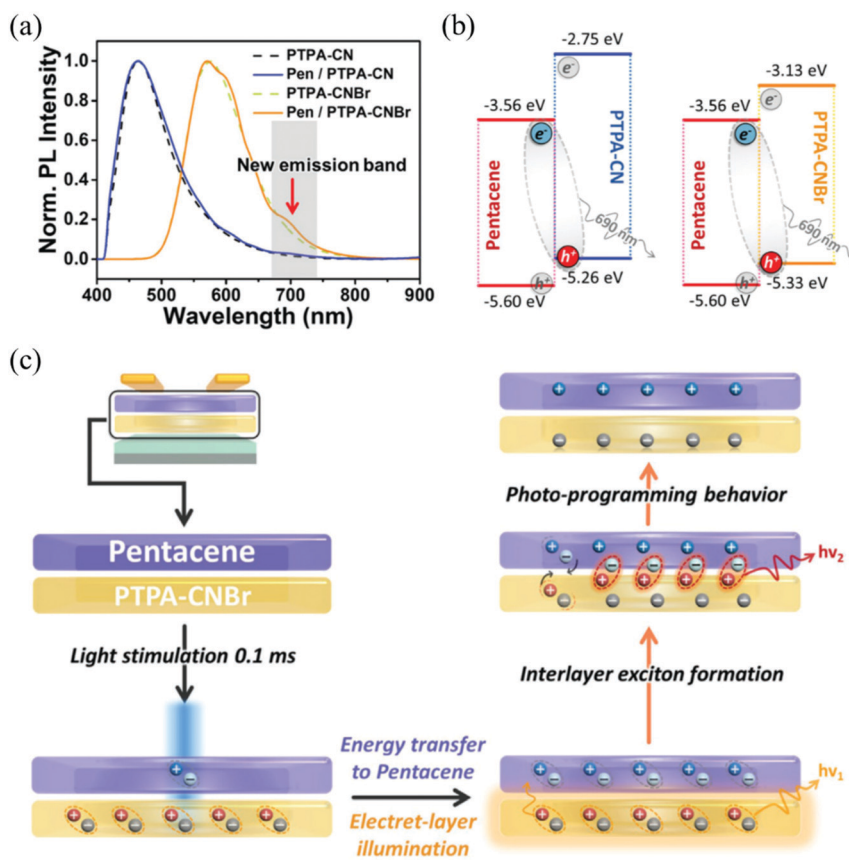 (a)
Norm. PL Intensity
1.0
0.8
0.6
0.4
0.2
0.0
400 500 600 700 800 900
Wavelength (nm)
PTPA-CN
Pen / PTPA-CN
PTPA-CNBr
Pen / PTPA-CNBr
New emission band
(b)
-2.75 eV
e-
-3.56 eV
e-
Pentacene
PTPA-CN
690 nm
h+
h+
-5.26 eV
-5.60 eV
-3.13 eV
e-
-3.56 eV
e-
Pentacene
PTPA-CNBr
690 nm
h+
h+
-5.33 eV
-5.60 eV
(c)
Pentacene
PTPA-CNBr
Light stimulation 0.1 ms
Energy transfer
to Pentacene
Electret-layer
illumination
hν1
Interlayer exciton formation
hν2
Photo-programming behavior